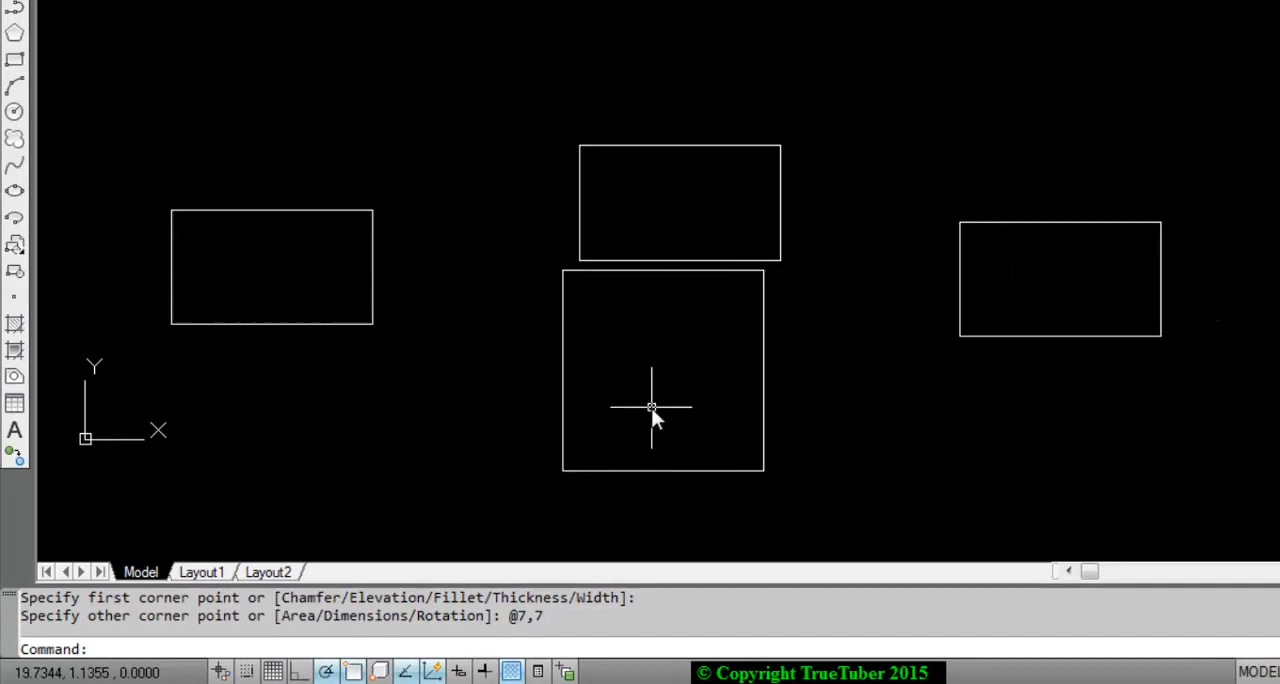 Y
X
A
Model Layout1 Layout2
Specify first corner point or [Chamfer/Elevation/Fillet/Thickness/Width]:
Specify other corner point or [Area/Dimensions/Rotation]: @7,7
Command:
19.7344, 1.1355 , 0.0000
© Copyright TrueTuber 2015
MODE